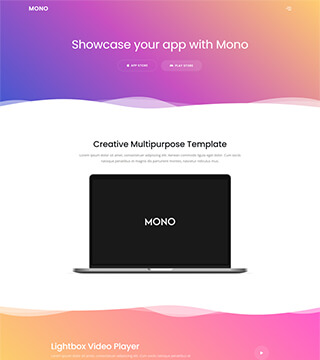 MONO
Showcase your app with Mono
APP STORE
PLAY STORE
Creative Multipurpose Template
Lorem ipsum dolor sit amet, consectetuer adipiscing elit. Aenean commodo ligula eget dolor. Cum sociis,
natoque penatibus et magnis dis parturient montes, nascetur ridiculus mus.
MONO
Lightbox Video Player